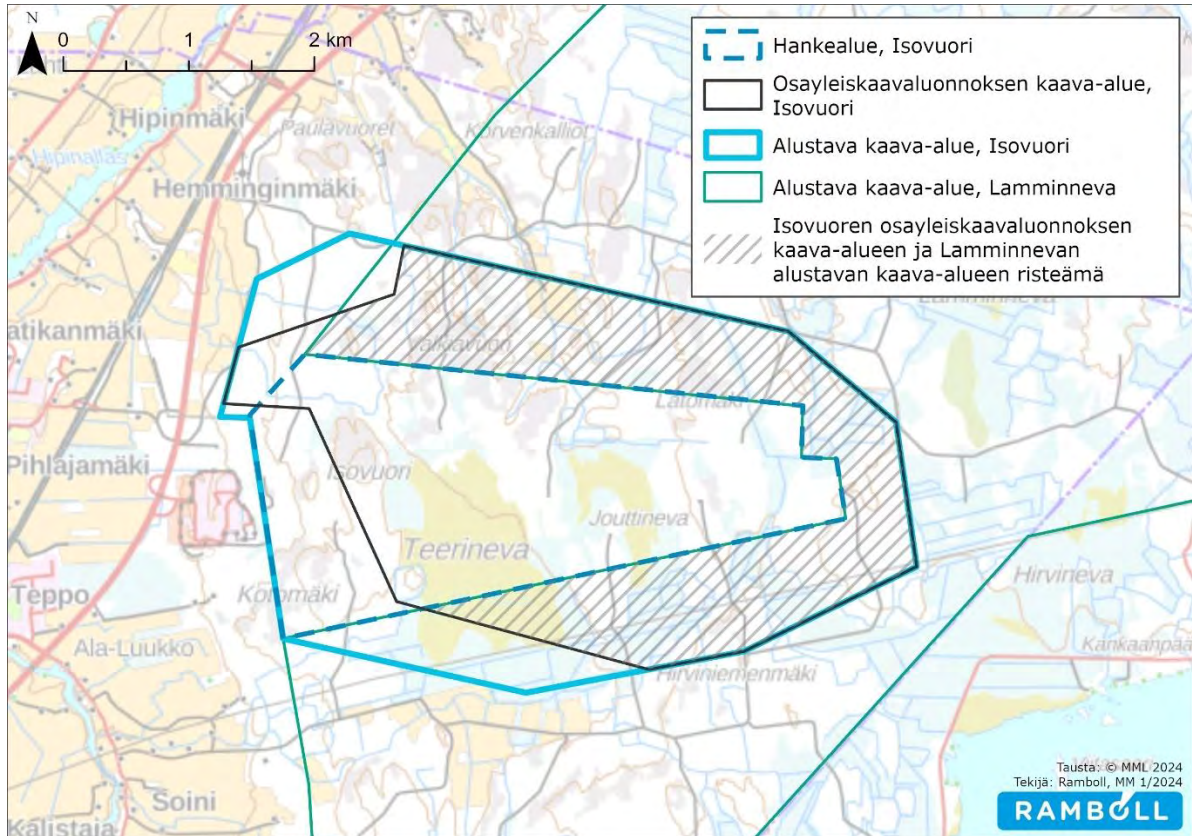 N
0 1 2 km
Hankealue, Isovuori
Osayleiskaavaluonnoksen kaava-alue,
Isovuori
Alustava kaava-alue, Isovuori
Alustava kaava-alue, Lamminneva
Isovuoren osayleiskaavaluonnoksen
kaava-alueen ja Lamminnevan
alustavan kaava-alueen risteämä
Hipinmäki
Paulavuoret
Korvenkalliot
Hipinallas
Hemminginmäki
Lamminneva
atikanmäki
Latomäki
Pihlajamäki
Isovuori
Jouttineva
Teerineva
Teppo
Kotomäki
Hirvineva
Ala-Luukko
Kankaanpää
Hirviniemenmäki
Soini
Kalistaja
Tausta: © MML 2024
Tekijä: Ramboll, MM 1/2024
RAMBOLL